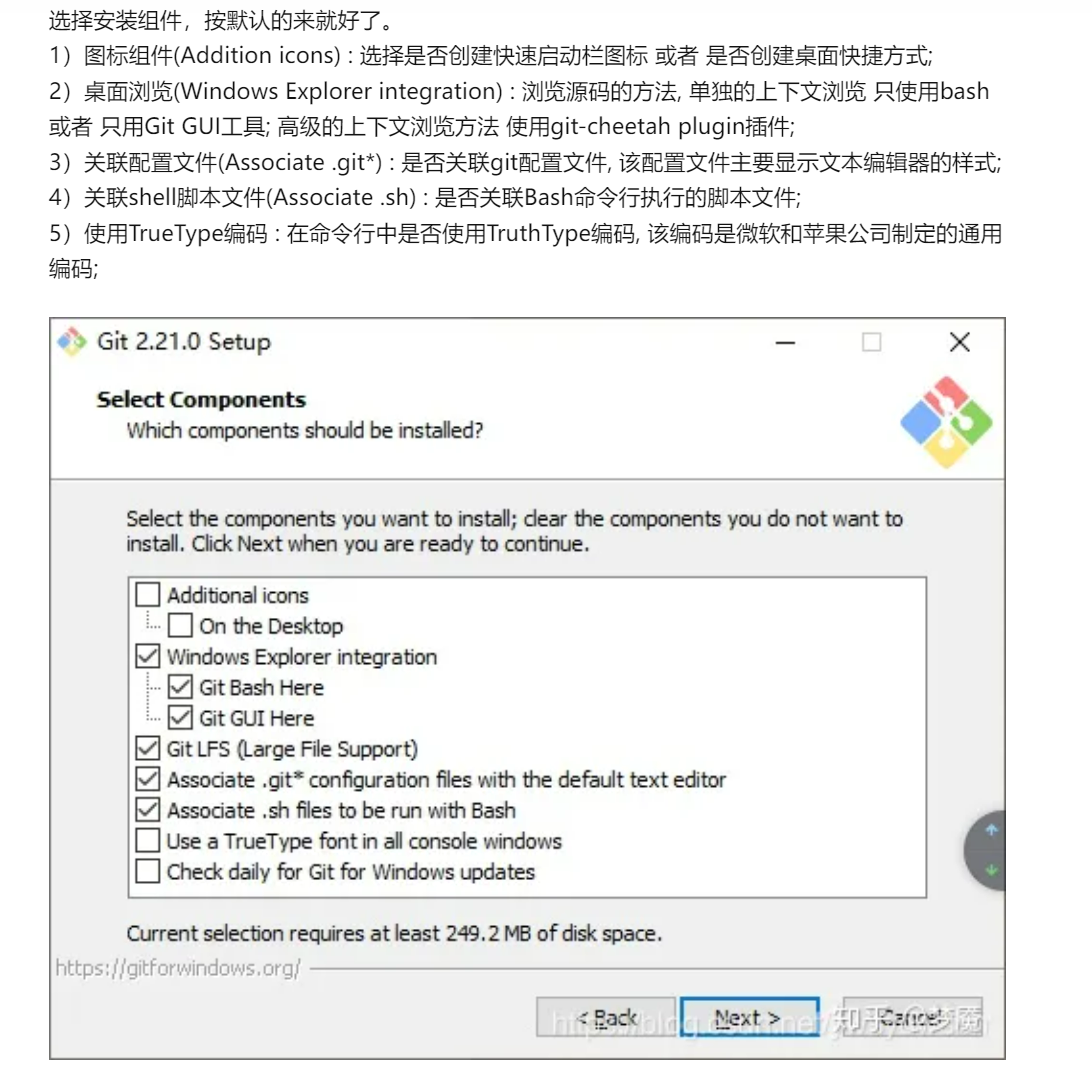 选择安装组件，按默认的来就好了。
1）图标组件(Addition icons) : 选择是否创建快速启动栏图标 或者 是否创建桌面快捷方式;
2）桌面浏览(Windows Explorer integration) : 浏览源码的方法, 单独的上下文浏览 只使用bash
或者 只用Git GUI工具; 高级的上下文浏览方法 使用git-cheetah plugin插件;
3）关联配置文件(Associate .git*) : 是否关联git配置文件, 该配置文件主要显示文本编辑器的样式;
4）关联shell脚本文件(Associate .sh) : 是否关联Bash命令行执行的脚本文件;
5）使用TrueType编码 : 在命令行中是否使用TruthType编码, 该编码是微软和苹果公司制定的通用
编码;
Git 2.21.0 Setup
Select Components
Which components should be installed?
Select the components you want to install; clear the components you do not want to
install. Click Next when you are ready to continue.
Additional icons
On the Desktop
Windows Explorer integration
Git Bash Here
Git GUI Here
Git LFS (Large File Support)
Associate .git* configuration files with the default text editor
Associate .sh files to be run with Bash
Use a TrueType font in all console windows
Check daily for Git for Windows updates
Current selection requires at least 249.2 MB of disk space.
https://gitforwindows.org/
< Back Next > Cancel
知乎